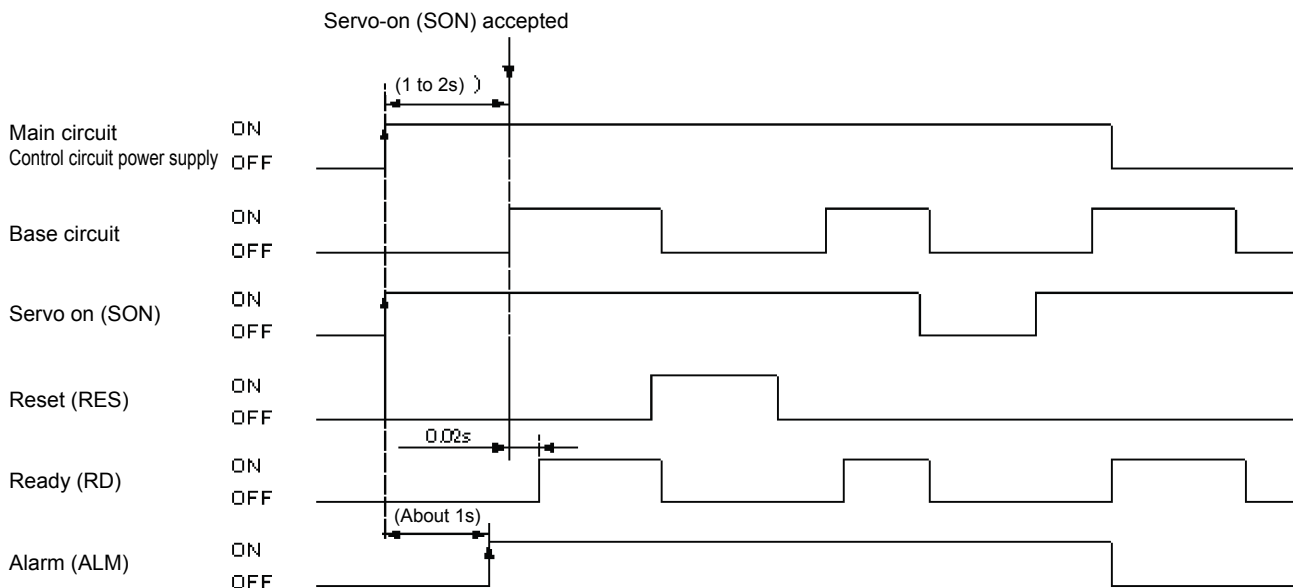 Servo-on (SON) accepted
(1 to 2s) )
Main circuit
Control circuit power supply
ON
OFF
Base circuit
ON
OFF
Servo on (SON)
ON
OFF
Reset (RES)
ON
OFF
0.02s
Ready (RD)
ON
OFF
(About 1s)
Alarm (ALM)
ON
OFF